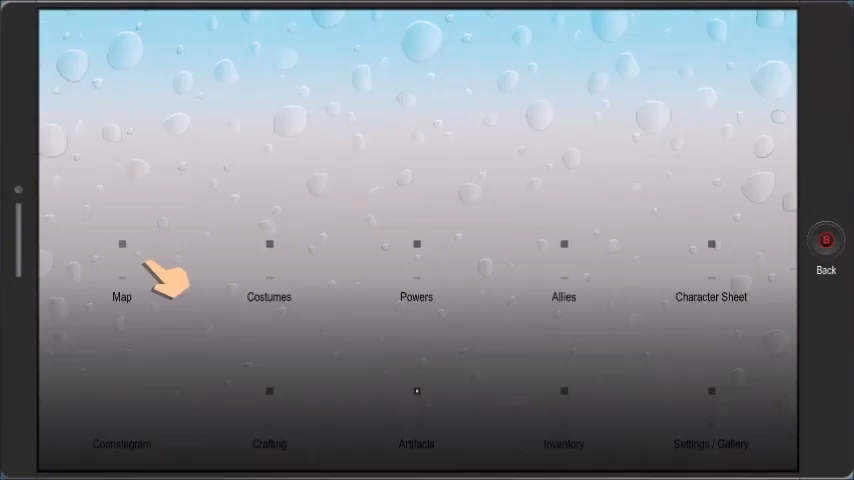 B
Back
Map
Costumes
Powers
Allies
Character Sheet
Coonstagram
Crafting
Artifacts
Inventory
Settings / Gallery